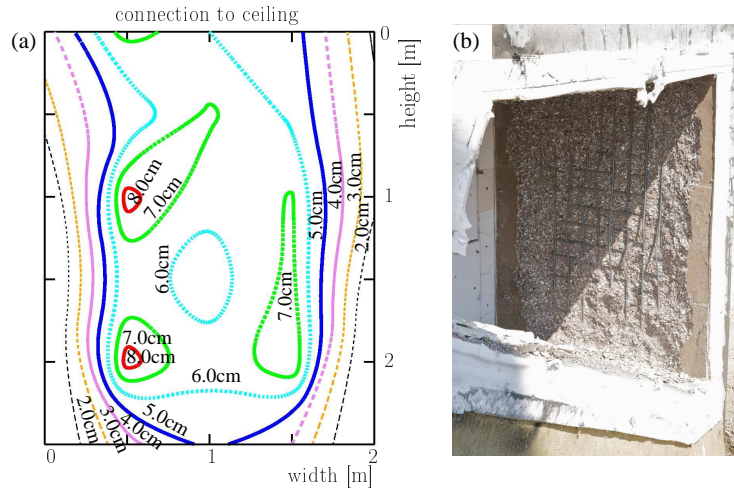 connection to ceiling
(a)
(b)
0
height [m]
8.0cm
7.0cm
1
4.0cm
3.0cm
5.0cm
2.0cm
6.0cm
7.0cm
7.0cm
8.0cm
2
6.0cm
2.0cm
3.0cm
4.0cm
5.0cm
0
1
2
width [m]